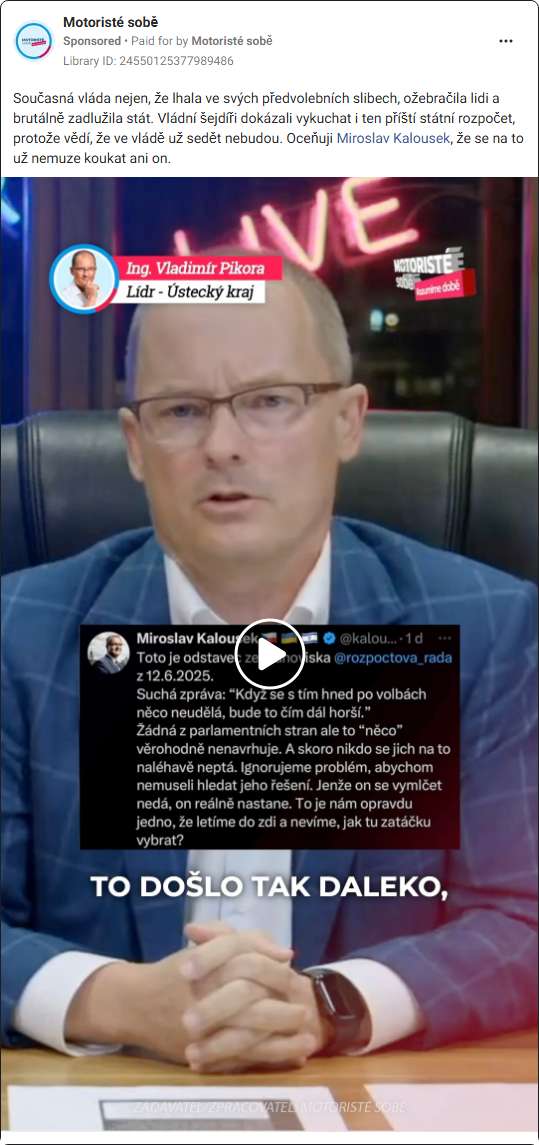 Motoristé sobě
Sponsored • Paid for by Motoristé sobě
Library ID: 24550125377989486
Současná vláda nejen, že lhala ve svých předvolebních slibech, ožebračila lidi a
brutálně zadlužila stát. Vládní šejdíři dokázali vykuchat i ten příští státní rozpočet,
protože vědí, že ve vládě už sedět nebudou. Oceňuji Miroslav Kalousek, že se na to
už nemuze koukat ani on.
LIVE
Ing. Vladimír Pikora
Lídr - Ústecký kraj
MOTORISTÉ
sobě
Rozumíme době
Miroslav Kalousek @kalou... · 1 d
Toto je odstavec ze stanoviska @rozpoctova_rada
z 12.6.2025.
Suchá zpráva: “Když se s tím hned po volbách
něco neudělá, bude to čím dál horší.”
Žádná z parlamentních stran ale to “něco”
věrohodně nenavrhuje. A skoro nikdo se jich na to
naléhavě neptá. Ignorujeme problém, abychom
nemuseli hledat jeho řešení. Jenže on se vymlčet
nedá, on reálně nastane. To je nám opravdu
jedno, že letíme do zdi a nevíme, jak tu zatáčku
vybrat?
TO DOŠLO TAK DALEKO,
ZADAVATEL/ZPRACOVATEL: MOTORISTÉ SOBĚ